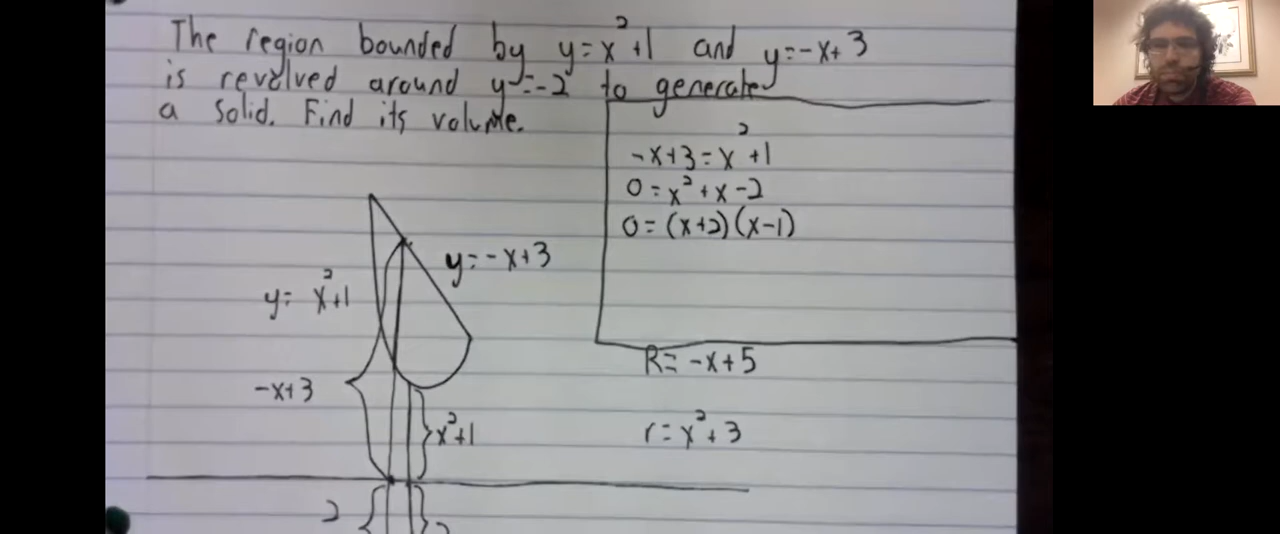 The region bounded by y=x²+1 and y=-x+3
is revolved around y=-2 to generate
a solid. Find its volume.
-x+3=x²+1
0=x²+x-2
0=(x+2)(x-1)
y=-x+3
y= x²+1
R= -x+5
-x+3
x²+1
r=x²+3
2
2